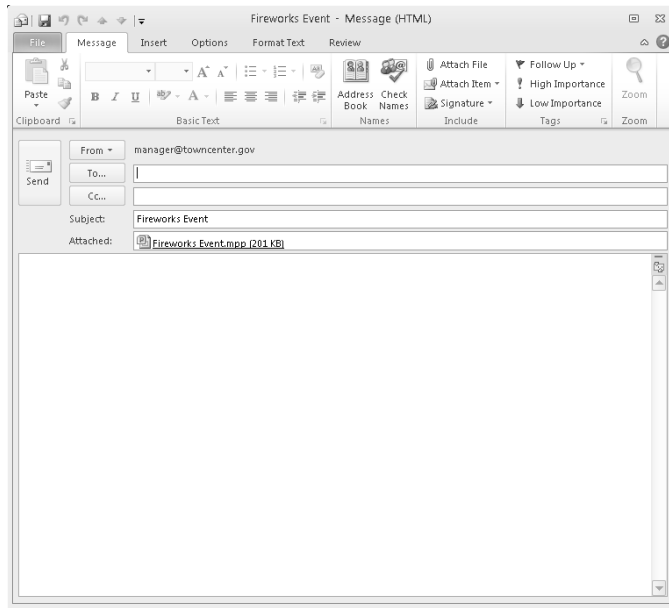 Fireworks Event - Message (HTML)
File Message Insert Options Format Text Review
Paste
B I U
A A
ab A
Address Book
Check Names
Attach File
Attach Item
Signature
Follow Up
High Importance
Low Importance
Zoom
Clipboard Basic Text Names Include Tags Zoom
Send
From manager@towncenter.gov
To...
Cc...
Subject: Fireworks Event
Attached: Fireworks Event.mpp (201 KB)